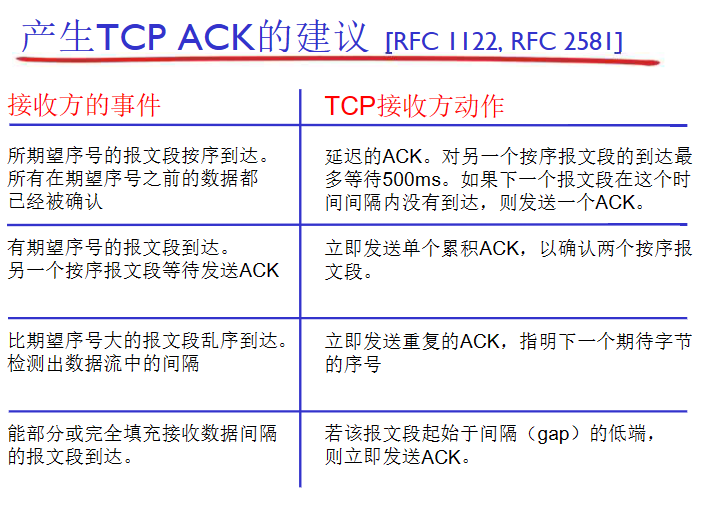 产生TCP ACK的建议 [RFC 1122, RFC 2581]
接收方的事件
TCP接收方动作
所期望序号的报文段按序到达。
所有在期望序号之前的数据都
已经被确认
延迟的ACK。对另一个按序报文段的到达最
多等待500ms。如果下一个报文段在这个时
间间隔内没有到达，则发送一个ACK。
有期望序号的报文段到达。
另一个按序报文段等待发送ACK
立即发送单个累积ACK，以确认两个按序报
文段。
比期望序号大的报文段乱序到达。
检测出数据流中的间隔
立即发送重复的ACK，指明下一个期待字节
的序号
能部分或完全填充接收数据间隔
的报文段到达。
若该报文段起始于间隔（gap）的低端，
则立即发送ACK。